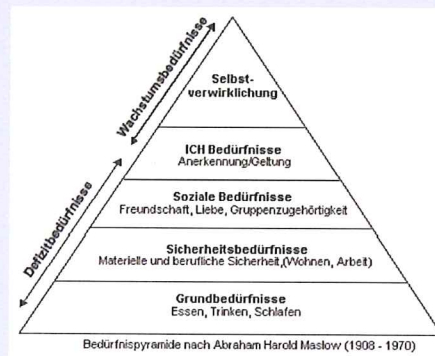 Wachstumsbedürfnisse
Defizitbedürfnisse
Selbst-
verwirklichung
ICH Bedürfnisse
Anerkennung/Geltung
Soziale Bedürfnisse
Freundschaft, Liebe, Gruppenzugehörtigkeit
Sicherheitsbedürfnisse
Materielle und berufliche Sicherheit,(Wohnen, Arbeit)
Grundbedürfnisse
Essen, Trinken, Schlafen
Bedürfnispyramide nach Abraham Harold Maslow (1908 - 1970)